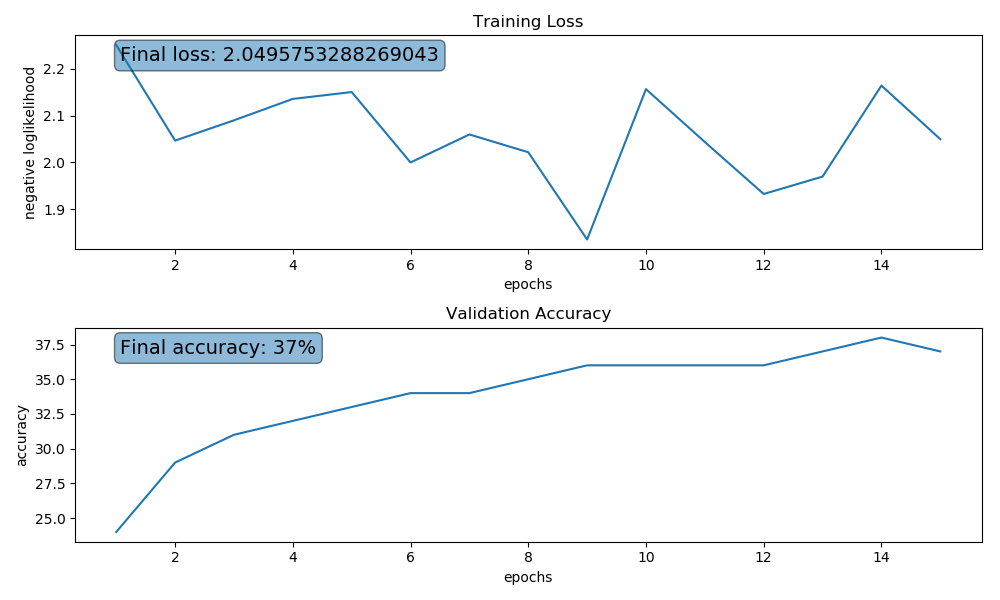 Training Loss
Final loss: 2.0495753288269043
negative loglikelihood
2.2
2.1
2.0
1.9
2 4 6 8 10 12 14
epochs
Validation Accuracy
Final accuracy: 37%
accuracy
37.5
35.0
32.5
30.0
27.5
25.0
2 4 6 8 10 12 14
epochs